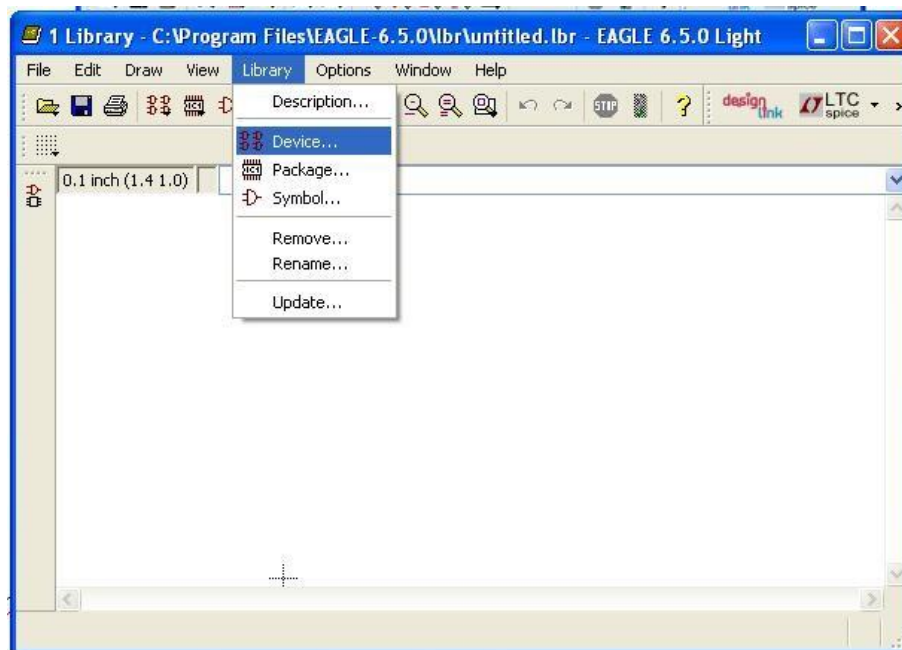 1 Library - C:\Program Files\EAGLE-6.5.0\lbr\untitled.lbr - EAGLE 6.5.0 Light
File Edit Draw View Library Options Window Help
STOP ? design link LTC spice
0.1 inch (1.4 1.0)
Description...
Device...
Package...
Symbol...
Remove...
Rename...
Update...